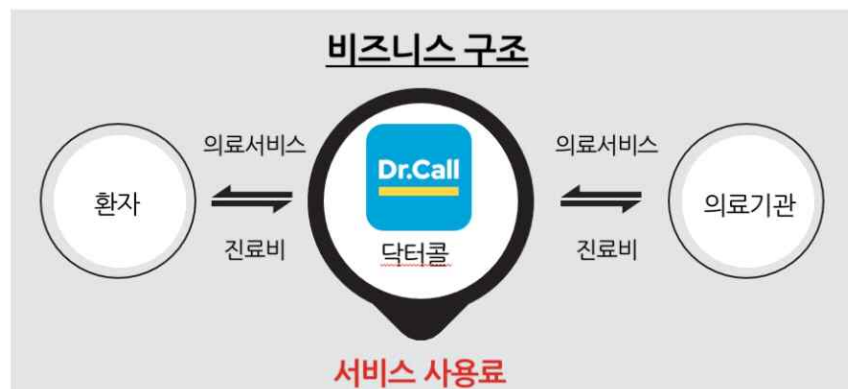 비즈니스 구조
의료서비스
의료서비스
Dr.Call
환자
의료기관
진료비
닥터콜
진료비
서비스 사용료